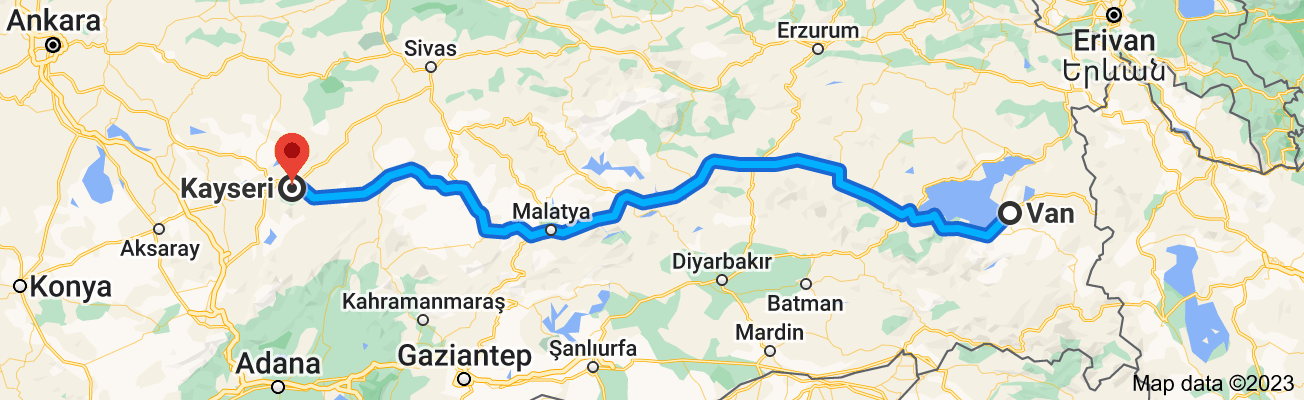 Ankara
Sivas
Erzurum
Erivan
Երևան
Kayseri
Malatya
Van
Aksaray
Konya
Diyarbakır
Batman
Kahramanmaraş
Mardin
Adana
Gaziantep
Şanlıurfa
Map data ©2023